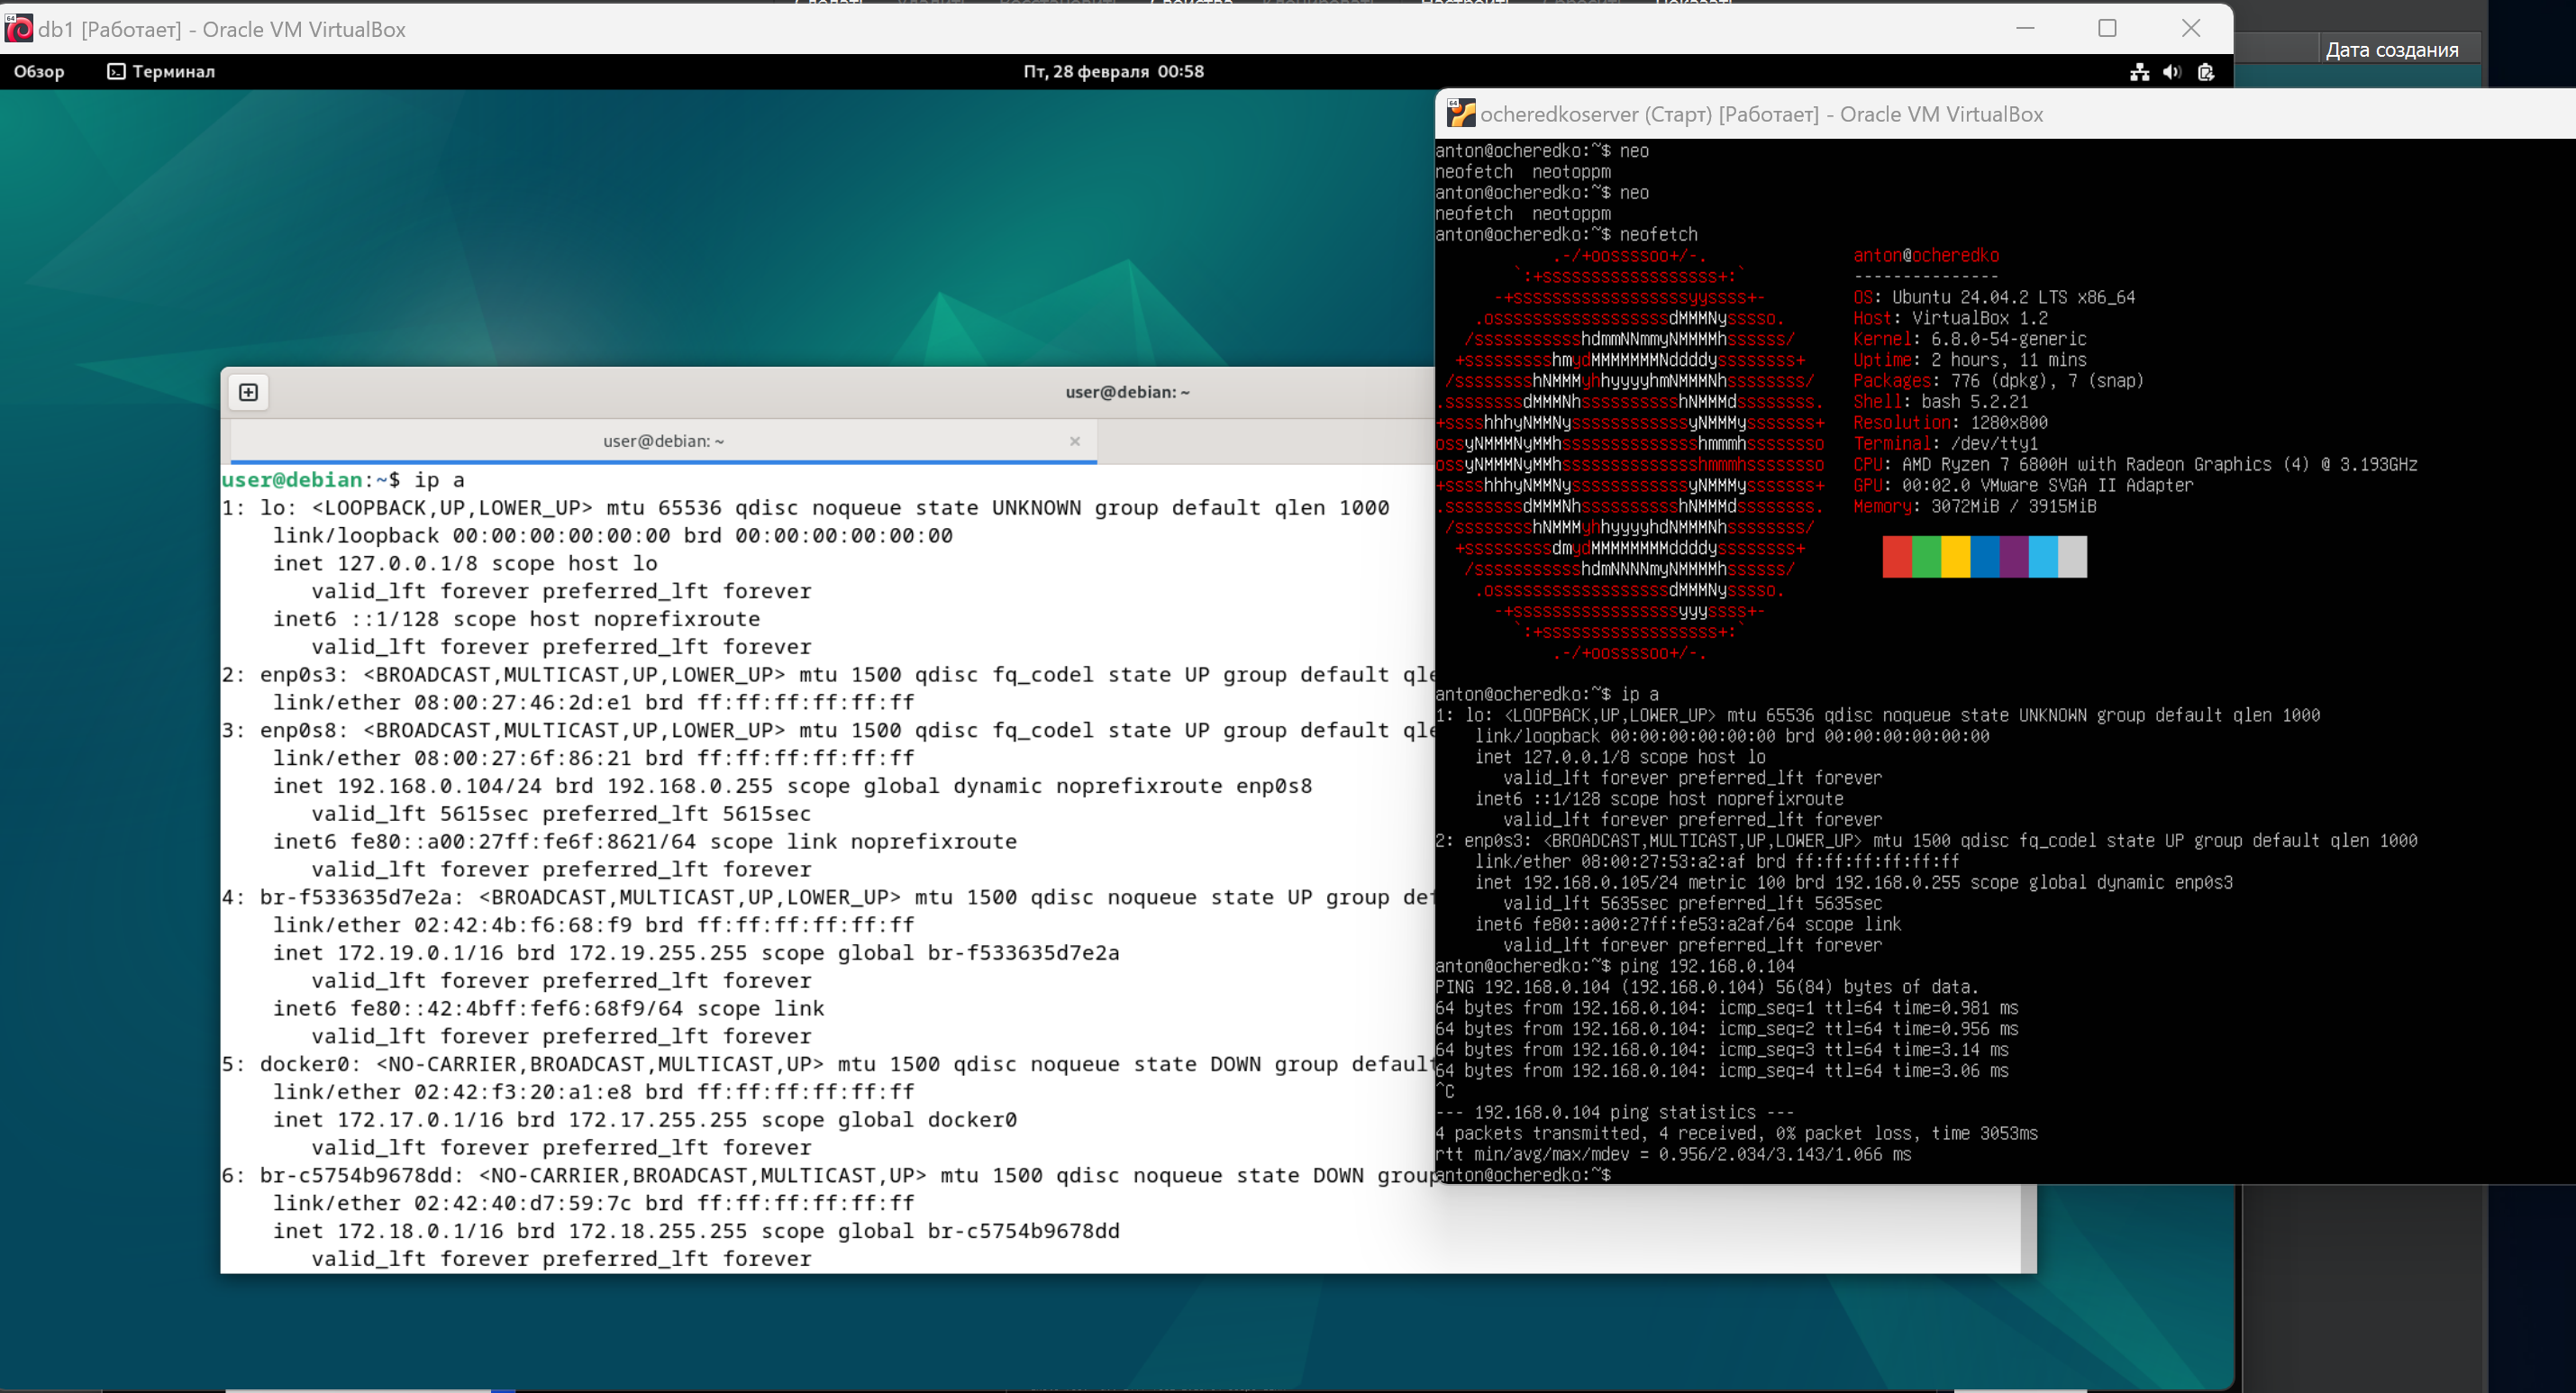 db1 [Работает] - Oracle VM VirtualBox
Дата создания
Обзор
Терминал
Пт, 28 февраля 00:58
user@debian: ~
user@debian: ~
user@debian:~$ ip a
1: lo: <LOOPBACK,UP,LOWER_UP> mtu 65536 qdisc noqueue state UNKNOWN group default qlen 1000
link/loopback 00:00:00:00:00:00 brd 00:00:00:00:00:00
inet 127.0.0.1/8 scope host lo
valid_lft forever preferred_lft forever
inet6 ::1/128 scope host noprefixroute
valid_lft forever preferred_lft forever
2: enp0s3: <BROADCAST,MULTICAST,UP,LOWER_UP> mtu 1500 qdisc fq_codel state UP group default qle
link/ether 08:00:27:46:2d:e1 brd ff:ff:ff:ff:ff:ff
3: enp0s8: <BROADCAST,MULTICAST,UP,LOWER_UP> mtu 1500 qdisc fq_codel state UP group default qle
link/ether 08:00:27:6f:86:21 brd ff:ff:ff:ff:ff:ff
inet 192.168.0.104/24 brd 192.168.0.255 scope global dynamic noprefixroute enp0s8
valid_lft 5615sec preferred_lft 5615sec
inet6 fe80::a00:27ff:fe6f:8621/64 scope link noprefixroute
valid_lft forever preferred_lft forever
4: br-f533635d7e2a: <BROADCAST,MULTICAST,UP,LOWER_UP> mtu 1500 qdisc noqueue state UP group def
link/ether 02:42:4b:f6:68:f9 brd ff:ff:ff:ff:ff:ff
inet 172.19.0.1/16 brd 172.19.255.255 scope global br-f533635d7e2a
valid_lft forever preferred_lft forever
inet6 fe80::42:4bff:fef6:68f9/64 scope link
valid_lft forever preferred_lft forever
5: docker0: <NO-CARRIER,BROADCAST,MULTICAST,UP> mtu 1500 qdisc noqueue state DOWN group default
link/ether 02:42:f3:20:a1:e8 brd ff:ff:ff:ff:ff:ff
inet 172.17.0.1/16 brd 172.17.255.255 scope global docker0
valid_lft forever preferred_lft forever
6: br-c5754b9678dd: <NO-CARRIER,BROADCAST,MULTICAST,UP> mtu 1500 qdisc noqueue state DOWN group
link/ether 02:42:40:d7:59:7c brd ff:ff:ff:ff:ff:ff
inet 172.18.0.1/16 brd 172.18.255.255 scope global br-c5754b9678dd
valid_lft forever preferred_lft forever
ocheredkoserver (Старт) [Работает] - Oracle VM VirtualBox
anton@ocheredko:~$ neo
neofetch neotoppm
anton@ocheredko:~$ neo
neofetch neotoppm
anton@ocheredko:~$ neofetch
anton@ocheredko
---------------
OS: Ubuntu 24.04.2 LTS x86_64
Host: VirtualBox 1.2
Kernel: 6.8.0-54-generic
Uptime: 2 hours, 11 mins
Packages: 776 (dpkg), 7 (snap)
Shell: bash 5.2.21
Resolution: 1280x800
Terminal: /dev/tty1
CPU: AMD Ryzen 7 6800H with Radeon Graphics (4) @ 3.193GHz
GPU: 00:02.0 VMware SVGA II Adapter
Memory: 3072MiB / 3915MiB
anton@ocheredko:~$ ip a
1: lo: <LOOPBACK,UP,LOWER_UP> mtu 65536 qdisc noqueue state UNKNOWN group default qlen 1000
link/loopback 00:00:00:00:00:00 brd 00:00:00:00:00:00
inet 127.0.0.1/8 scope host lo
valid_lft forever preferred_lft forever
inet6 ::1/128 scope host noprefixroute
valid_lft forever preferred_lft forever
2: enp0s3: <BROADCAST,MULTICAST,UP,LOWER_UP> mtu 1500 qdisc fq_codel state UP group default qlen 1000
link/ether 08:00:27:53:a2:af brd ff:ff:ff:ff:ff:ff
inet 192.168.0.105/24 metric 100 brd 192.168.0.255 scope global dynamic enp0s3
valid_lft 5635sec preferred_lft 5635sec
inet6 fe80::a00:27ff:fe53:a2af/64 scope link
valid_lft forever preferred_lft forever
anton@ocheredko:~$ ping 192.168.0.104
PING 192.168.0.104 (192.168.0.104) 56(84) bytes of data.
64 bytes from 192.168.0.104: icmp_seq=1 ttl=64 time=0.981 ms
64 bytes from 192.168.0.104: icmp_seq=2 ttl=64 time=0.956 ms
64 bytes from 192.168.0.104: icmp_seq=3 ttl=64 time=3.14 ms
64 bytes from 192.168.0.104: icmp_seq=4 ttl=64 time=3.06 ms
^C
--- 192.168.0.104 ping statistics ---
4 packets transmitted, 4 received, 0% packet loss, time 3053ms
rtt min/avg/max/mdev = 0.956/2.034/3.143/1.066 ms
anton@ocheredko:~$